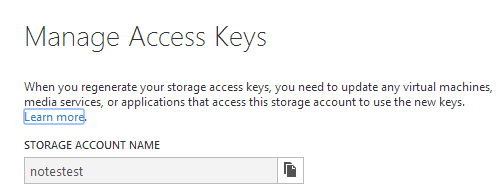 Manage Access Keys
When you regenerate your storage access keys, you need to update any virtual machines,
media services, or applications that access this storage account to use the new keys.
Learn more.
STORAGE ACCOUNT NAME
notestest